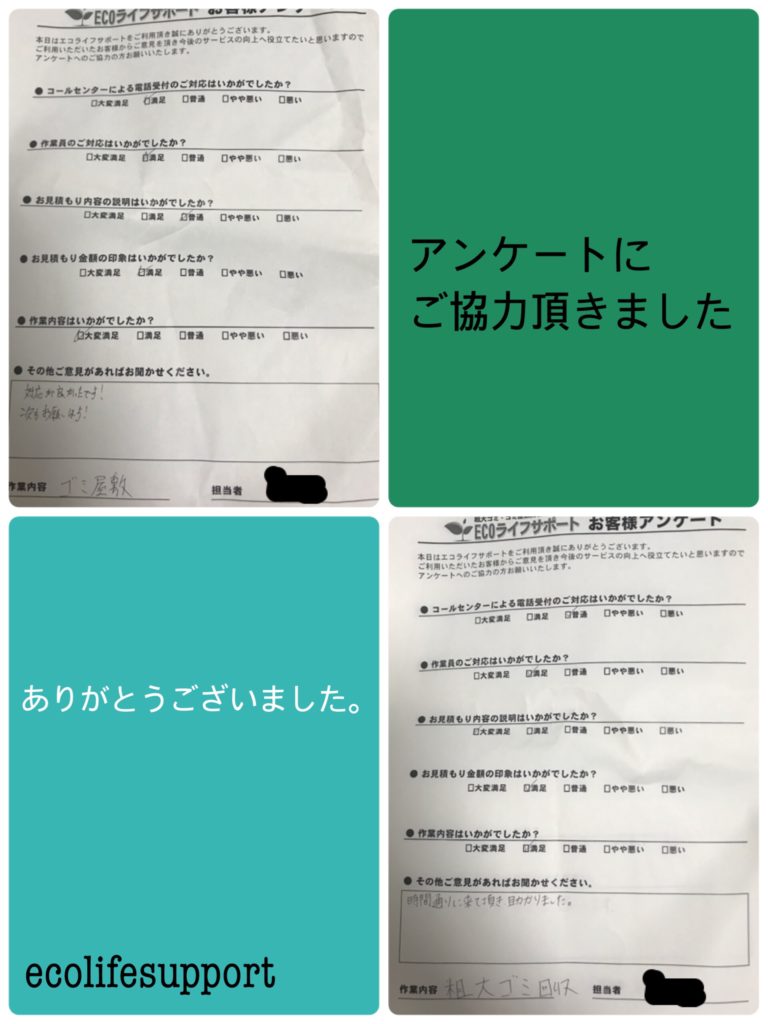 ECOライフサポート お客様アンケ
本日はエコライフサポートをご利用頂き誠にありがとうございます。
ご利用いただいたお客様からご意見を頂き今後のサービスの向上へ役立てたいと思いますので
アンケートへのご協力の方お願いいたします。
● コールセンターによる電話受付のご対応はいかがでしたか？
□大変満足 ☑満足 □普通 □やや悪い □悪い
● 作業員のご対応はいかがでしたか？
□大変満足 ☑満足 □普通 □やや悪い □悪い
● お見積もり内容の説明はいかがでしたか？
□大変満足 □満足 ☑普通 □やや悪い □悪い
● お見積もり金額の印象はいかがでしたか？
□大変満足 ☑満足 □普通 □やや悪い □悪い
● 作業内容はいかがでしたか？
☑大変満足 □満足 □普通 □やや悪い □悪い
● その他ご意見があればお聞かせください。
対応が良かったです！
次もお願いします！
作業内容 ゴミ屋敷 担当者
アンケートに
ご協力頂きました
ありがとうございました。
ecolifesupport
ECOライフサポート お客様アンケート
本日はエコライフサポートをご利用頂き誠にありがとうございます。
ご利用いただいたお客様からご意見を頂き今後のサービスの向上へ役立てたいと思いますので
アンケートへのご協力の方お願いいたします。
● コールセンターによる電話受付のご対応はいかがでしたか？
□大変満足 □満足 ☑普通 □やや悪い □悪い
● 作業員のご対応はいかがでしたか？
□大変満足 ☑満足 □普通 □やや悪い □悪い
● お見積もり内容の説明はいかがでしたか？
☑大変満足 □満足 □普通 □やや悪い □悪い
● お見積もり金額の印象はいかがでしたか？
□大変満足 ☑満足 □普通 □やや悪い □悪い
● 作業内容はいかがでしたか？
□大変満足 ☑満足 □普通 □やや悪い □悪い
● その他ご意見があればお聞かせください。
時間通りに来て頂き助かりました。
作業内容 粗大ゴミ回収 担当者